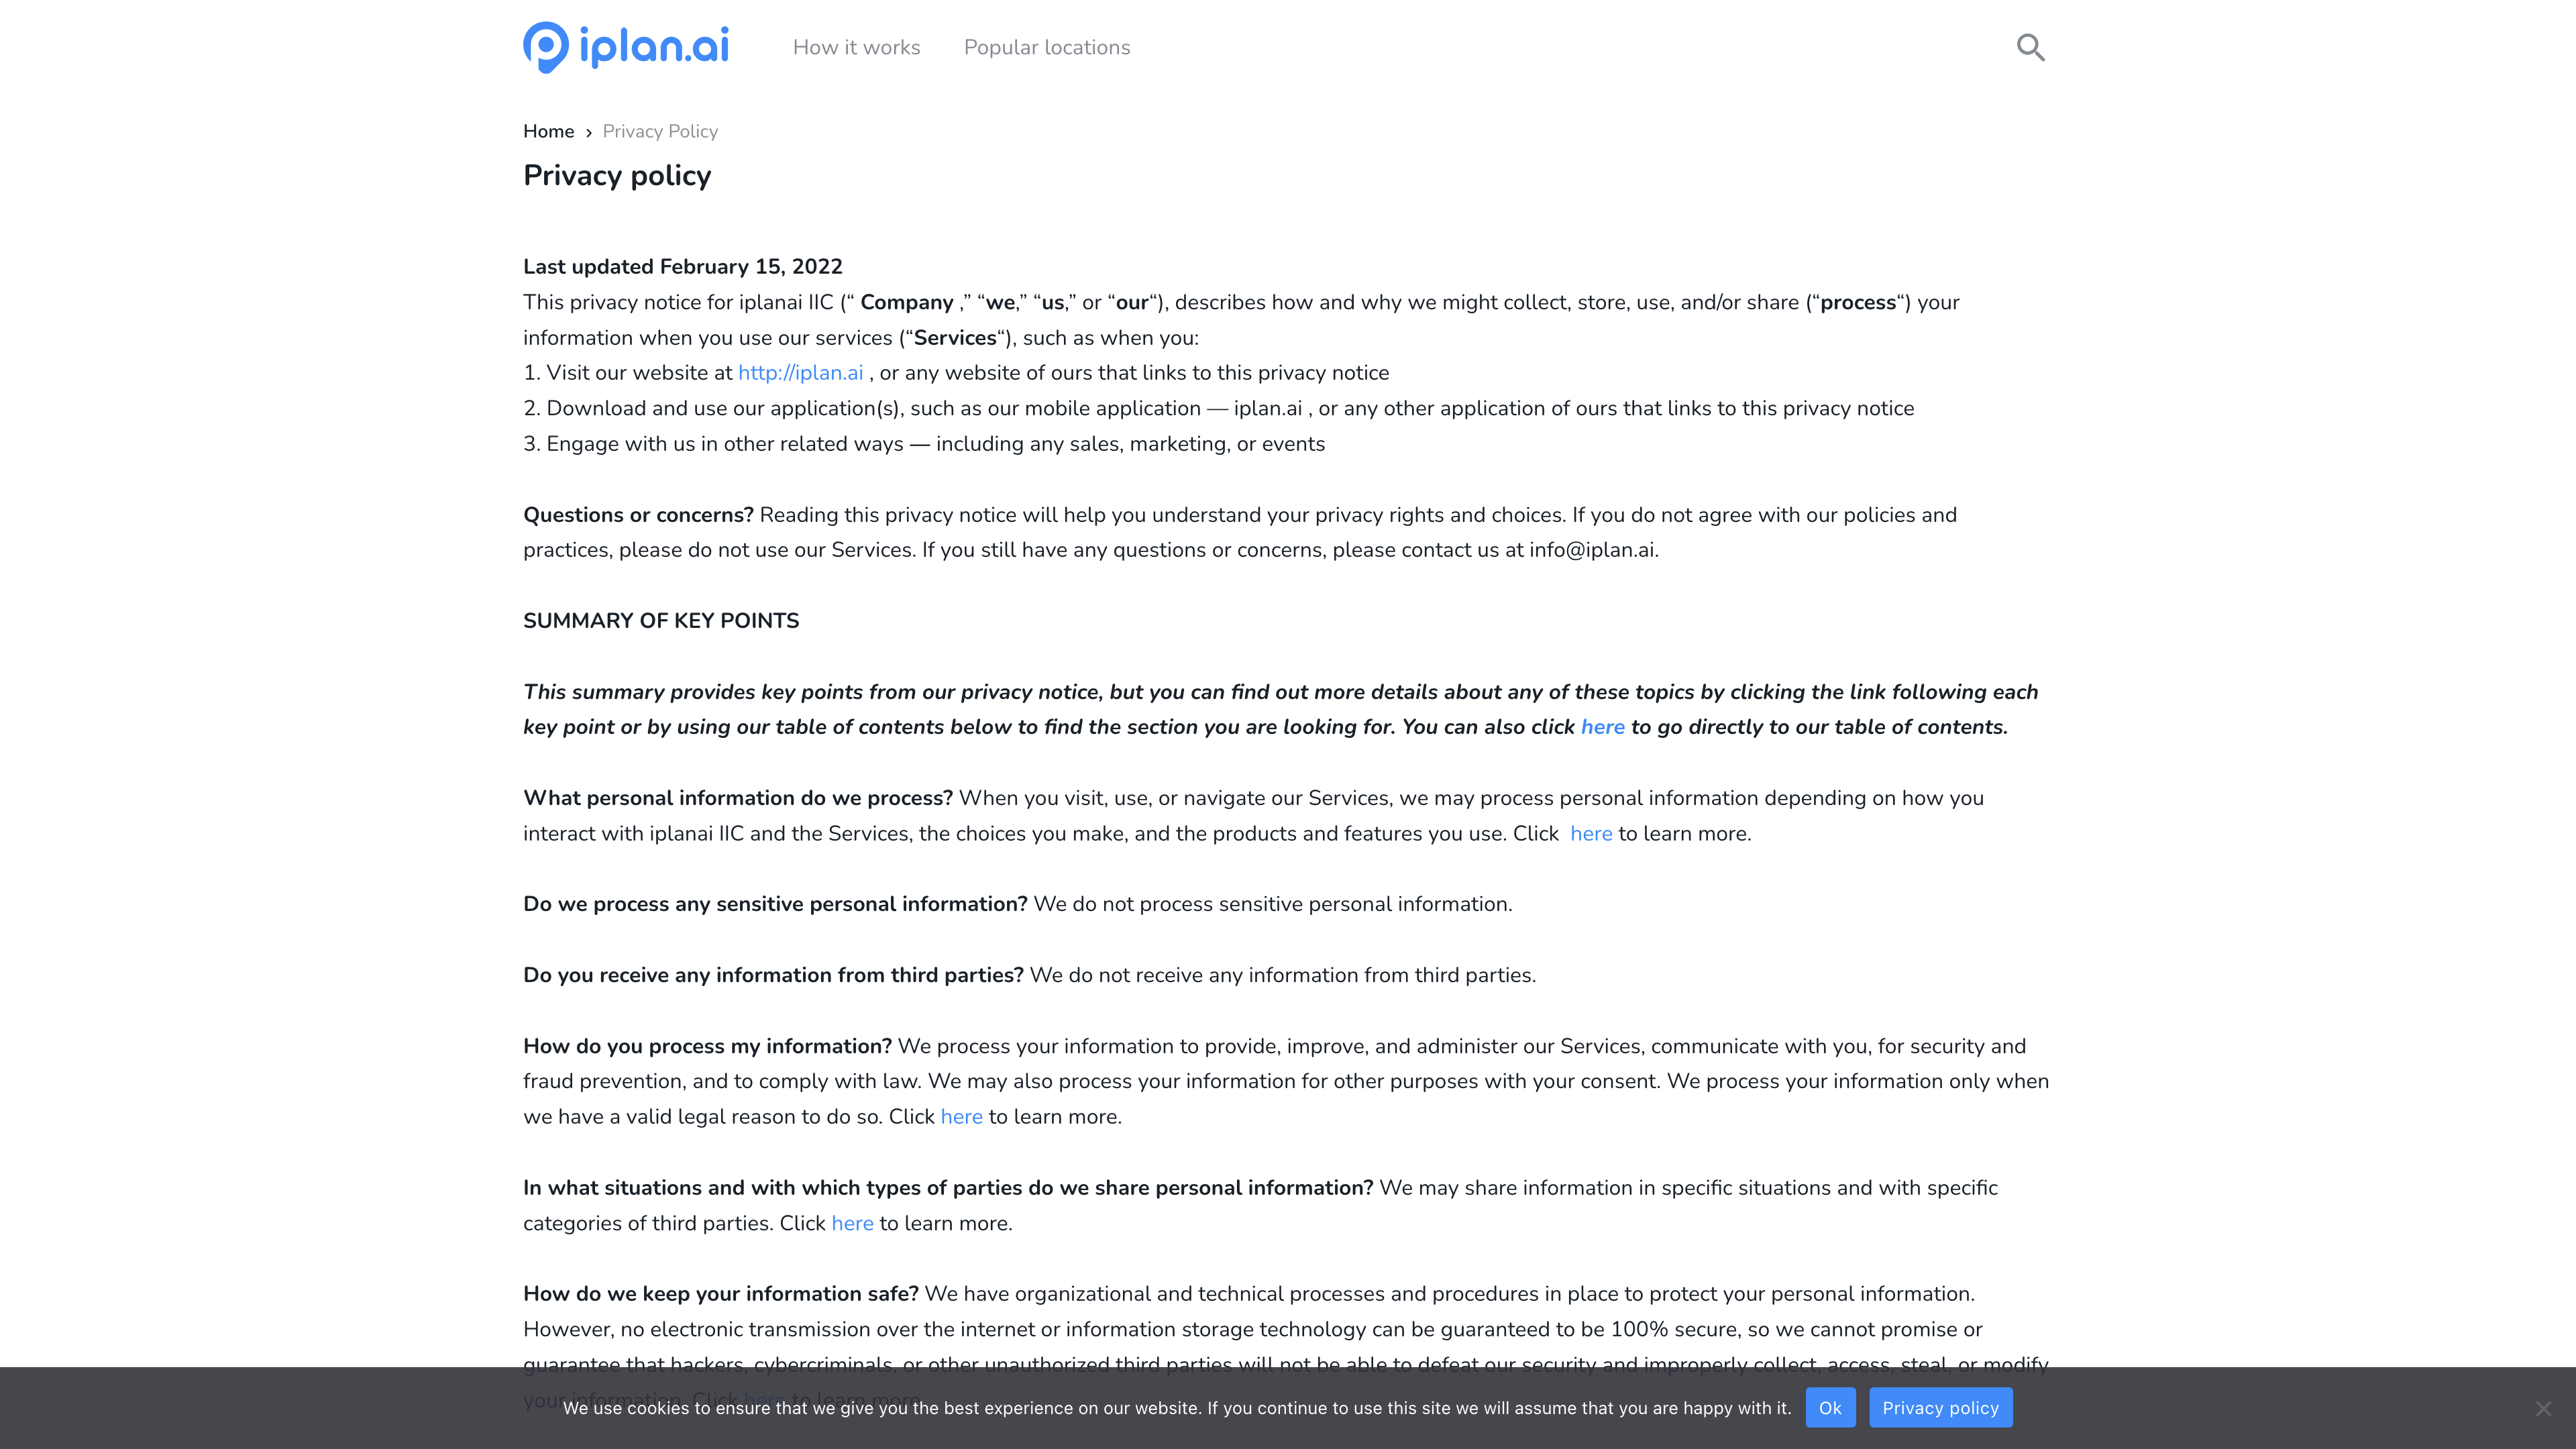 iplan.ai
How it works
Popular locations
Home › Privacy Policy
Privacy policy
Last updated February 15, 2022
This privacy notice for iplanai IIC (“ Company ,” “we,” “us,” or “our“), describes how and why we might collect, store, use, and/or share (“process“) your
information when you use our services (“Services“), such as when you:
1. Visit our website at http://iplan.ai , or any website of ours that links to this privacy notice
2. Download and use our application(s), such as our mobile application — iplan.ai , or any other application of ours that links to this privacy notice
3. Engage with us in other related ways — including any sales, marketing, or events
Questions or concerns? Reading this privacy notice will help you understand your privacy rights and choices. If you do not agree with our policies and
practices, please do not use our Services. If you still have any questions or concerns, please contact us at info@iplan.ai.
SUMMARY OF KEY POINTS
This summary provides key points from our privacy notice, but you can find out more details about any of these topics by clicking the link following each
key point or by using our table of contents below to find the section you are looking for. You can also click here to go directly to our table of contents.
What personal information do we process? When you visit, use, or navigate our Services, we may process personal information depending on how you
interact with iplanai IIC and the Services, the choices you make, and the products and features you use. Click here to learn more.
Do we process any sensitive personal information? We do not process sensitive personal information.
Do you receive any information from third parties? We do not receive any information from third parties.
How do you process my information? We process your information to provide, improve, and administer our Services, communicate with you, for security and
fraud prevention, and to comply with law. We may also process your information for other purposes with your consent. We process your information only when
we have a valid legal reason to do so. Click here to learn more.
In what situations and with which types of parties do we share personal information? We may share information in specific situations and with specific
categories of third parties. Click here to learn more.
How do we keep your information safe? We have organizational and technical processes and procedures in place to protect your personal information.
However, no electronic transmission over the internet or information storage technology can be guaranteed to be 100% secure, so we cannot promise or
guarantee that hackers, cybercriminals, or other unauthorized third parties will not be able to defeat our security and improperly collect, access, steal, or modify
your information. Click here to learn more.
We use cookies to ensure that we give you the best experience on our website. If you continue to use this site we will assume that you are happy with it.
Ok
Privacy policy